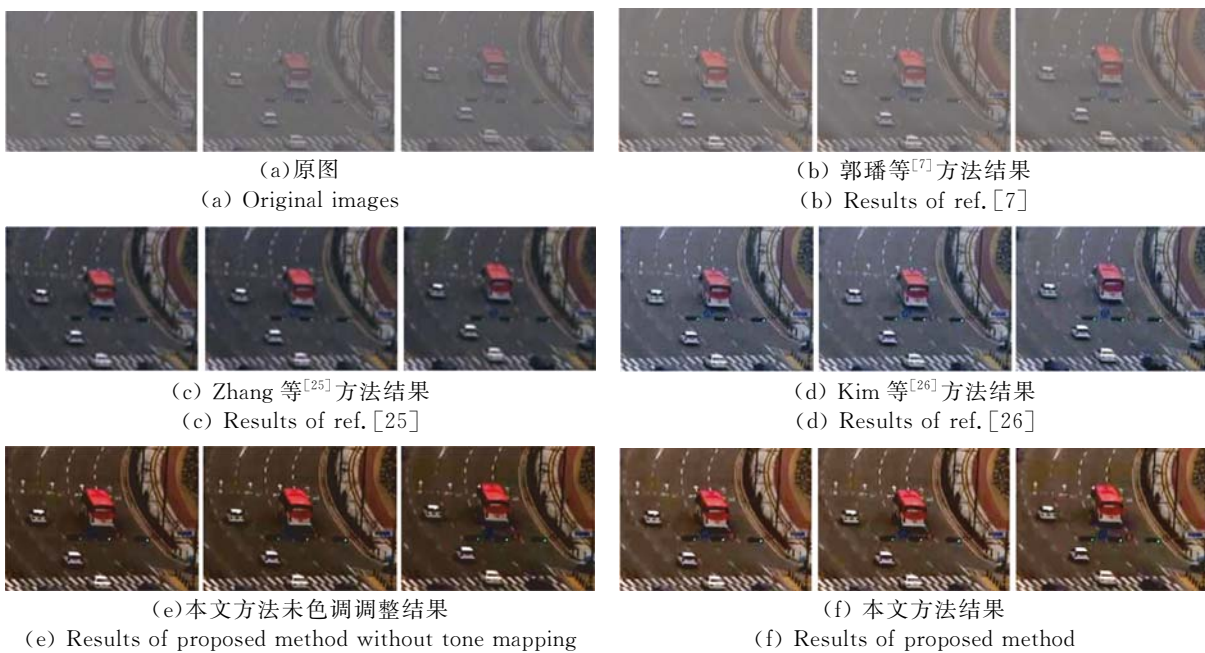 (a)原图
(a) Original images
(b) 郭璠等[7]方法结果
(b) Results of ref.[7]
(c) Zhang 等[25]方法结果
(c) Results of ref.[25]
(d) Kim 等[26]方法结果
(d) Results of ref.[26]
(e)本文方法未色调调整结果
(e) Results of proposed method without tone mapping
(f) 本文方法结果
(f) Results of proposed method